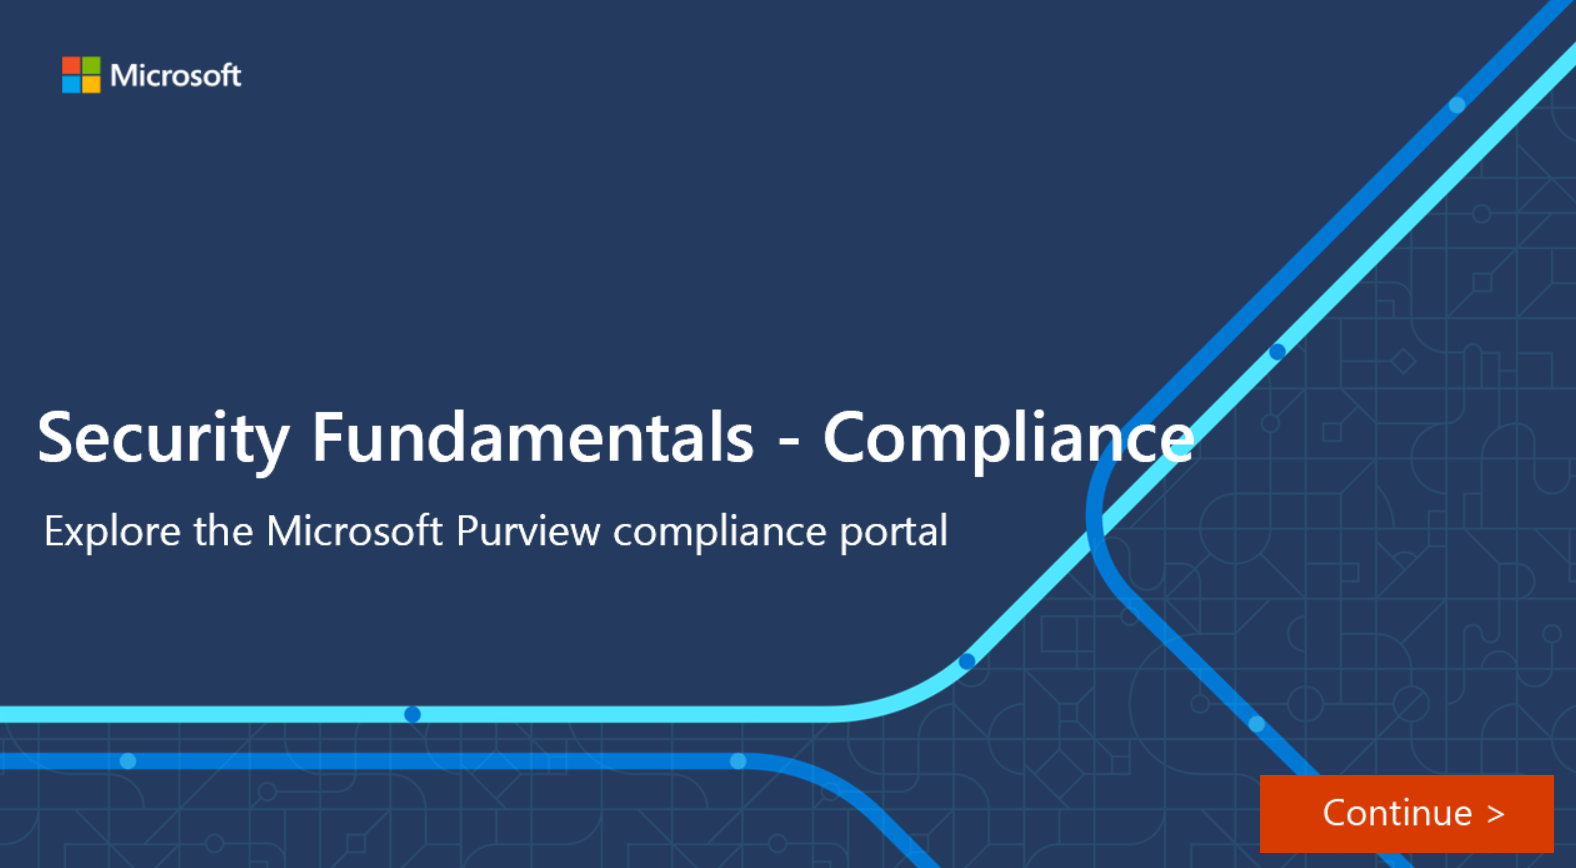 Microsoft
Security Fundamentals - Compliance
Explore the Microsoft Purview compliance portal
Continue >